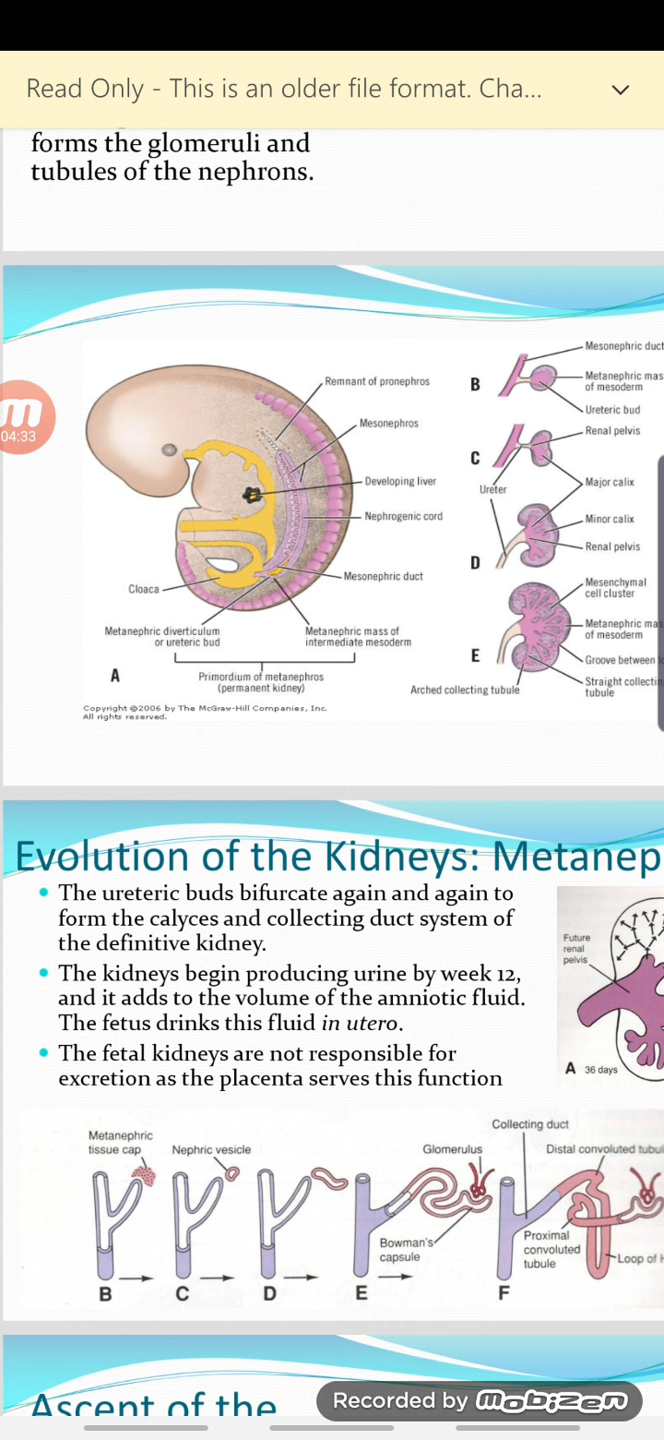 Read Only - This is an older file format. Cha...
forms the glomeruli and
tubules of the nephrons.
04:33
Remnant of pronephros
Mesonephros
Developing liver
Nephrogenic cord
Mesonephric duct
Cloaca
Metanephric diverticulum
or ureteric bud
Metanephric mass of
intermediate mesoderm
A
Primordium of metanephros
(permanent kidney)
Copyright ©2006 by The McGraw-Hill Companies, Inc.
All rights reserved.
B
Mesonephric duct
Metanephric mas
of mesoderm
Ureteric bud
C
Renal pelvis
Ureter
Major calix
D
Minor calix
Renal pelvis
Mesenchymal
cell cluster
E
Metanephric mas
of mesoderm
Groove between
Straight collectin
tubule
Arched collecting tubule
Evolution of the Kidneys: Metanep
The ureteric buds bifurcate again and again to
form the calyces and collecting duct system of
the definitive kidney.
The kidneys begin producing urine by week 12,
and it adds to the volume of the amniotic fluid.
The fetus drinks this fluid in utero.
The fetal kidneys are not responsible for
excretion as the placenta serves this function
Future
renal
pelvis
A 36 days
Metanephric
tissue cap
Nephric vesicle
Glomerulus
Collecting duct
Distal convoluted tubul
Bowman's
capsule
Proximal
convoluted
tubule
Loop of H
B
C
D
E
F
Ascent of the
Recorded by mobizen